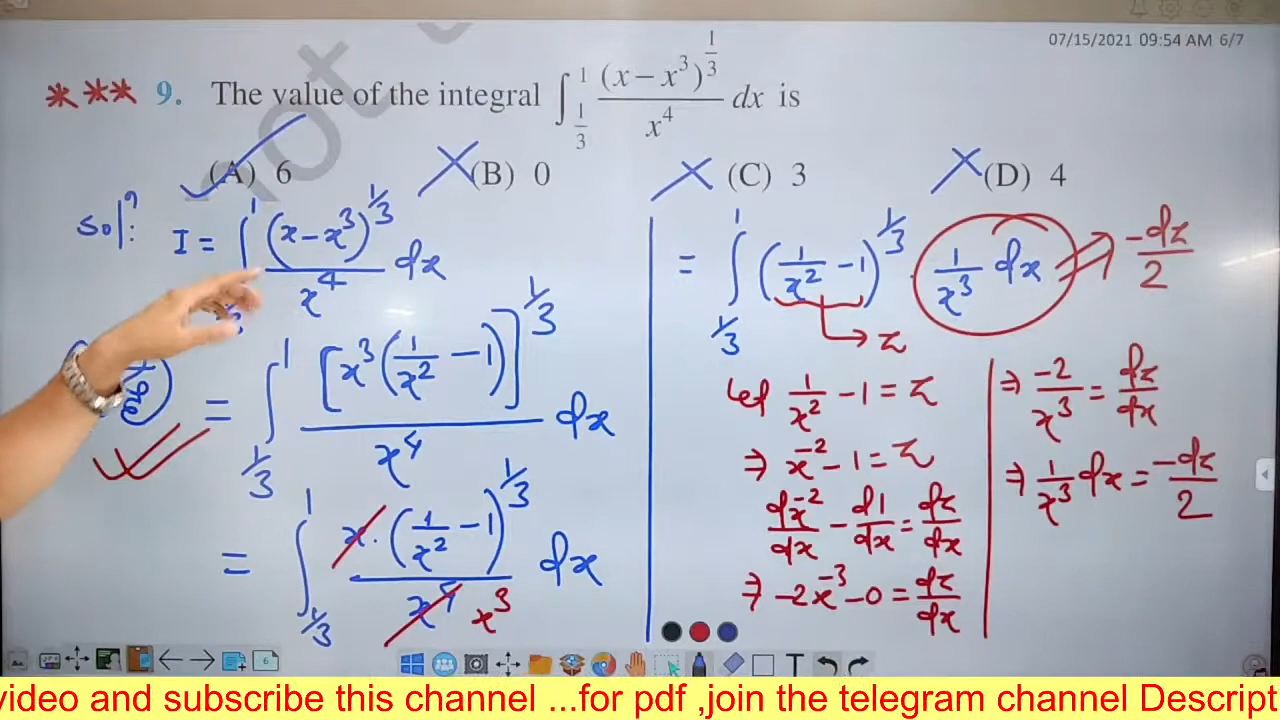 07/15/2021 09:54 AM 6/7
*** 9. The value of the integral ∫_{1/3}^{1} (x − x³)^{1/3} / x⁴ dx is
(A) 6 (B) 0 (C) 3 (D) 4
not
Solⁿ: I = ∫^{1} (x − x³)^{1/3} / x⁴ dx
= ∫_{1/3}^{1} [x³(1/x² − 1)]^{1/3} / x⁴ dx
= ∫_{1/3}^{1} x·(1/x² − 1)^{1/3} / x⁴ x³ dx
= ∫_{1/3}^{1} (1/x² − 1)^{1/3} · 1/x³ dx → −dz/2
→ z
Let 1/x² − 1 = z
⇒ x⁻² − 1 = z
dx⁻²/dx − d1/dx = dz/dx
⇒ −2x⁻³ − 0 = dz/dx
⇒ −2/x³ = dz/dx
⇒ 1/x³ dx = −dz/2
6
T
video and subscribe this channel ...for pdf ,join the telegram channel Descript